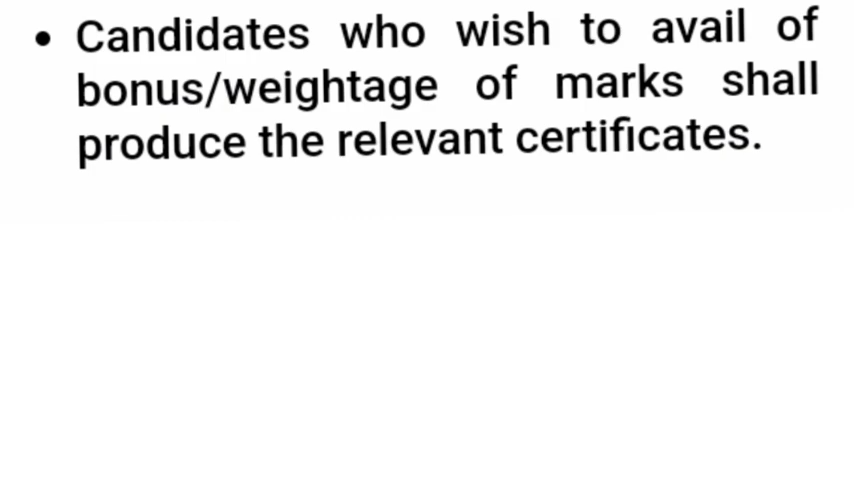 • Candidates who wish to avail of
bonus/weightage of marks shall
produce the relevant certificates.